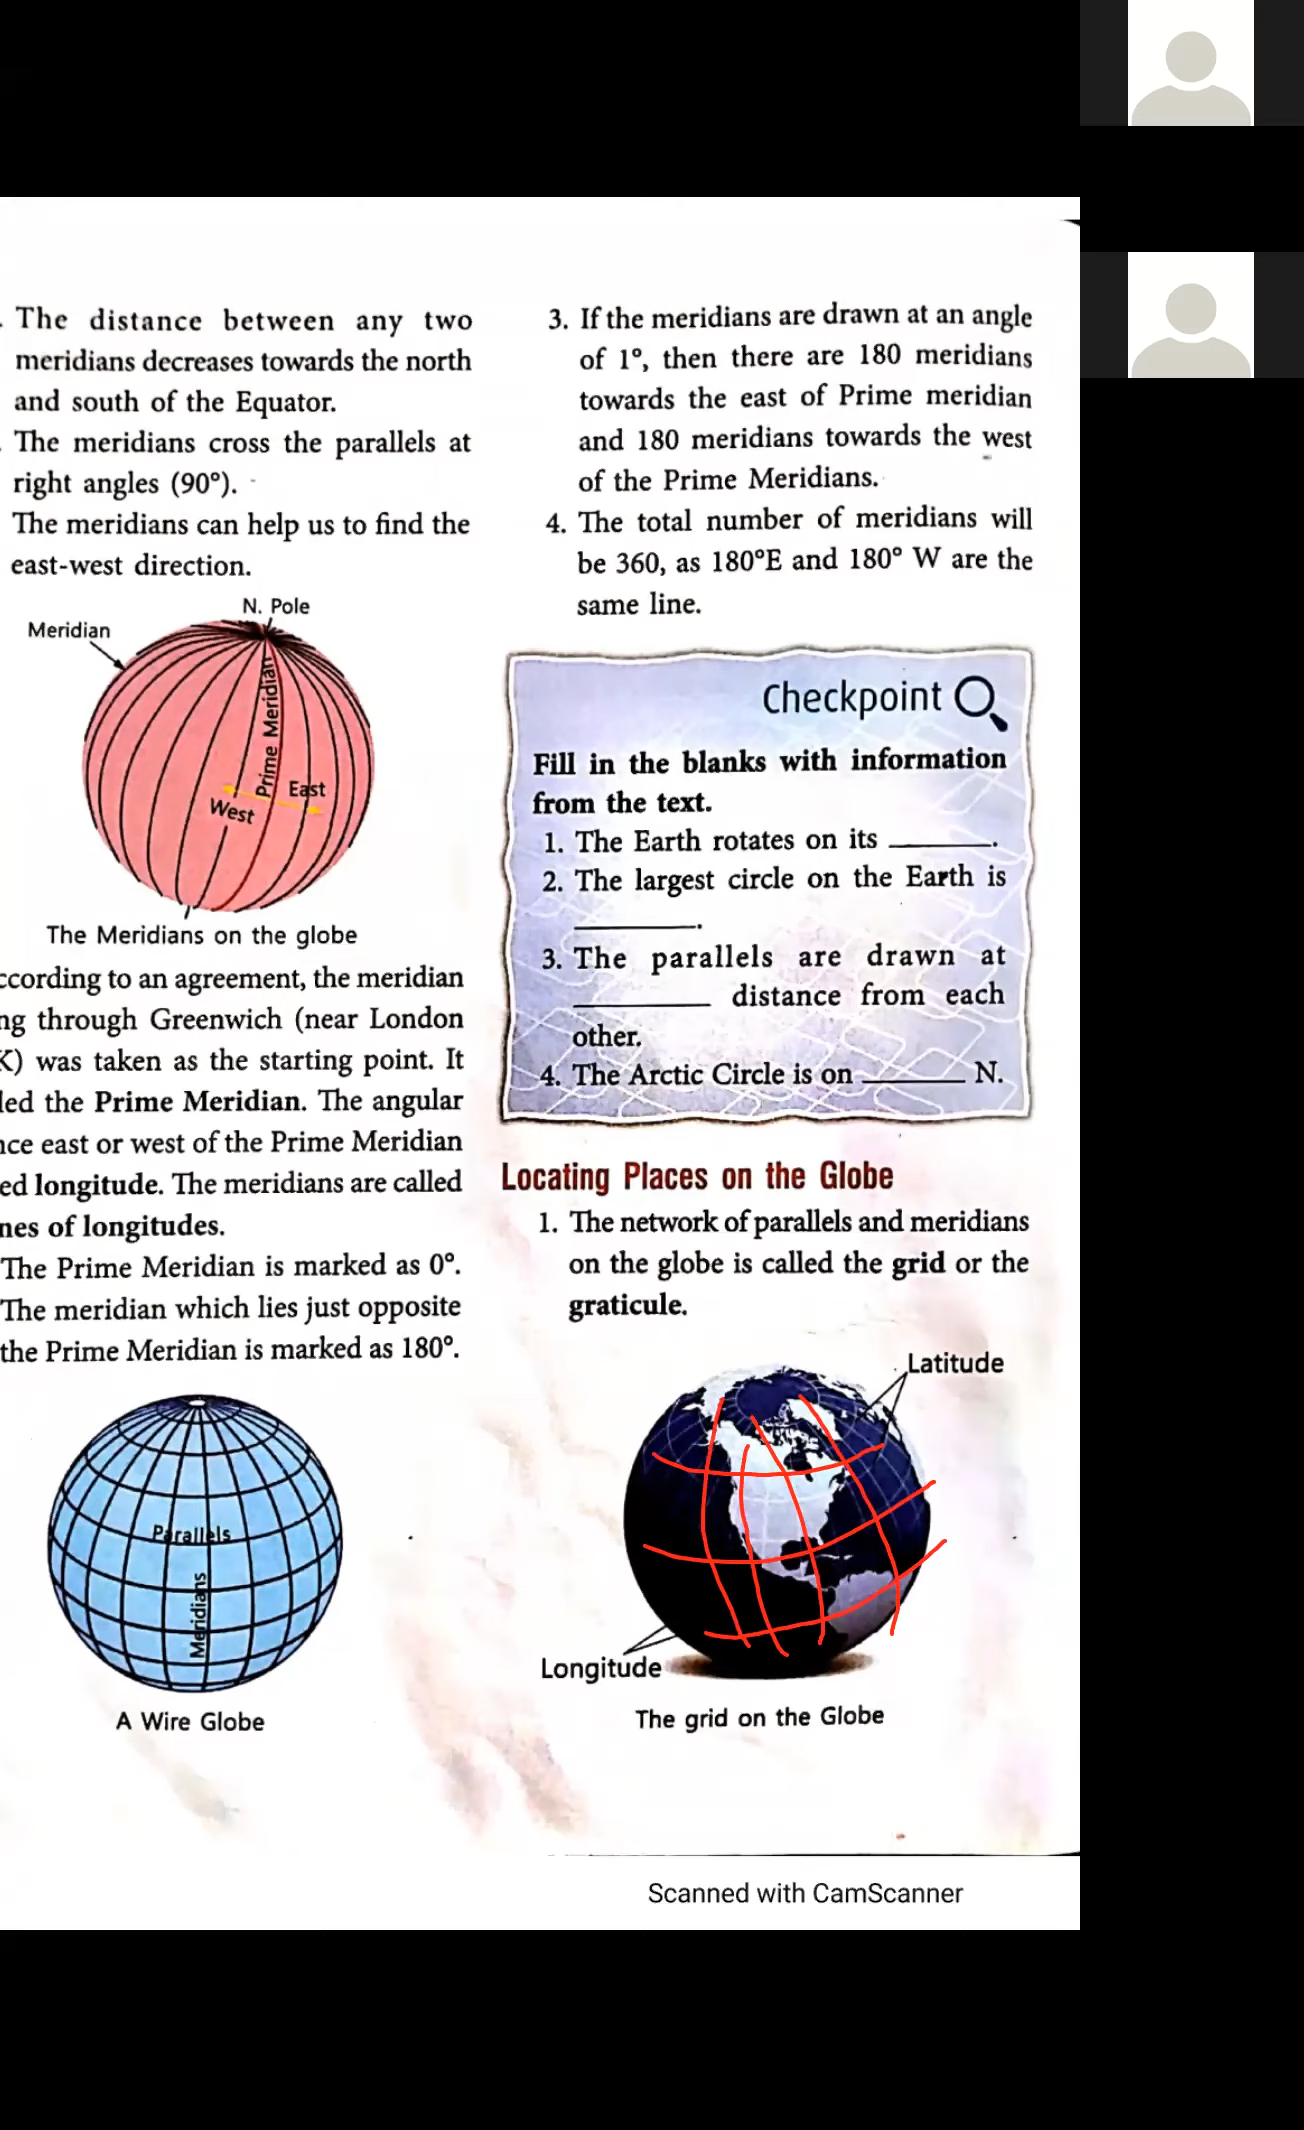 The distance between any two
meridians decreases towards the north
and south of the Equator.
The meridians cross the parallels at
right angles (90°).
The meridians can help us to find the
east-west direction.
N. Pole
Meridian
Prime Meridian
East
West
The Meridians on the globe
ccording to an agreement, the meridian
ng through Greenwich (near London
K) was taken as the starting point. It
led the Prime Meridian. The angular
nce east or west of the Prime Meridian
ed longitude. The meridians are called
nes of longitudes.
The Prime Meridian is marked as 0°.
The meridian which lies just opposite
the Prime Meridian is marked as 180°.
Parallels
Meridians
A Wire Globe
3. If the meridians are drawn at an angle
of 1°, then there are 180 meridians
towards the east of Prime meridian
and 180 meridians towards the west
of the Prime Meridians.
4. The total number of meridians will
be 360, as 180°E and 180° W are the
same line.
Checkpoint
Fill in the blanks with information
from the text.
1. The Earth rotates on its ________.
2. The largest circle on the Earth is
________.
3. The parallels are drawn at
________ distance from each
other.
4. The Arctic Circle is on ________ N.
Locating Places on the Globe
1. The network of parallels and meridians
on the globe is called the grid or the
graticule.
Latitude
Longitude
The grid on the Globe
Scanned with CamScanner